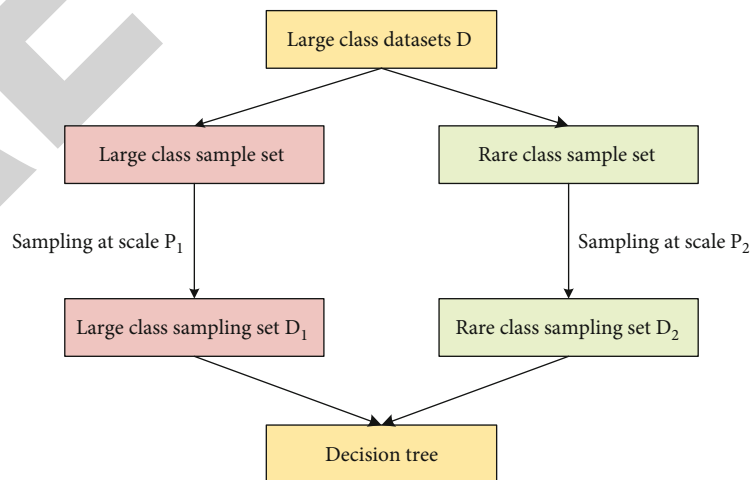 Large class datasets D
Large class sample set
Rare class sample set
Sampling at scale P₁
Sampling at scale P₂
Large class sampling set D₁
Rare class sampling set D₂
Decision tree